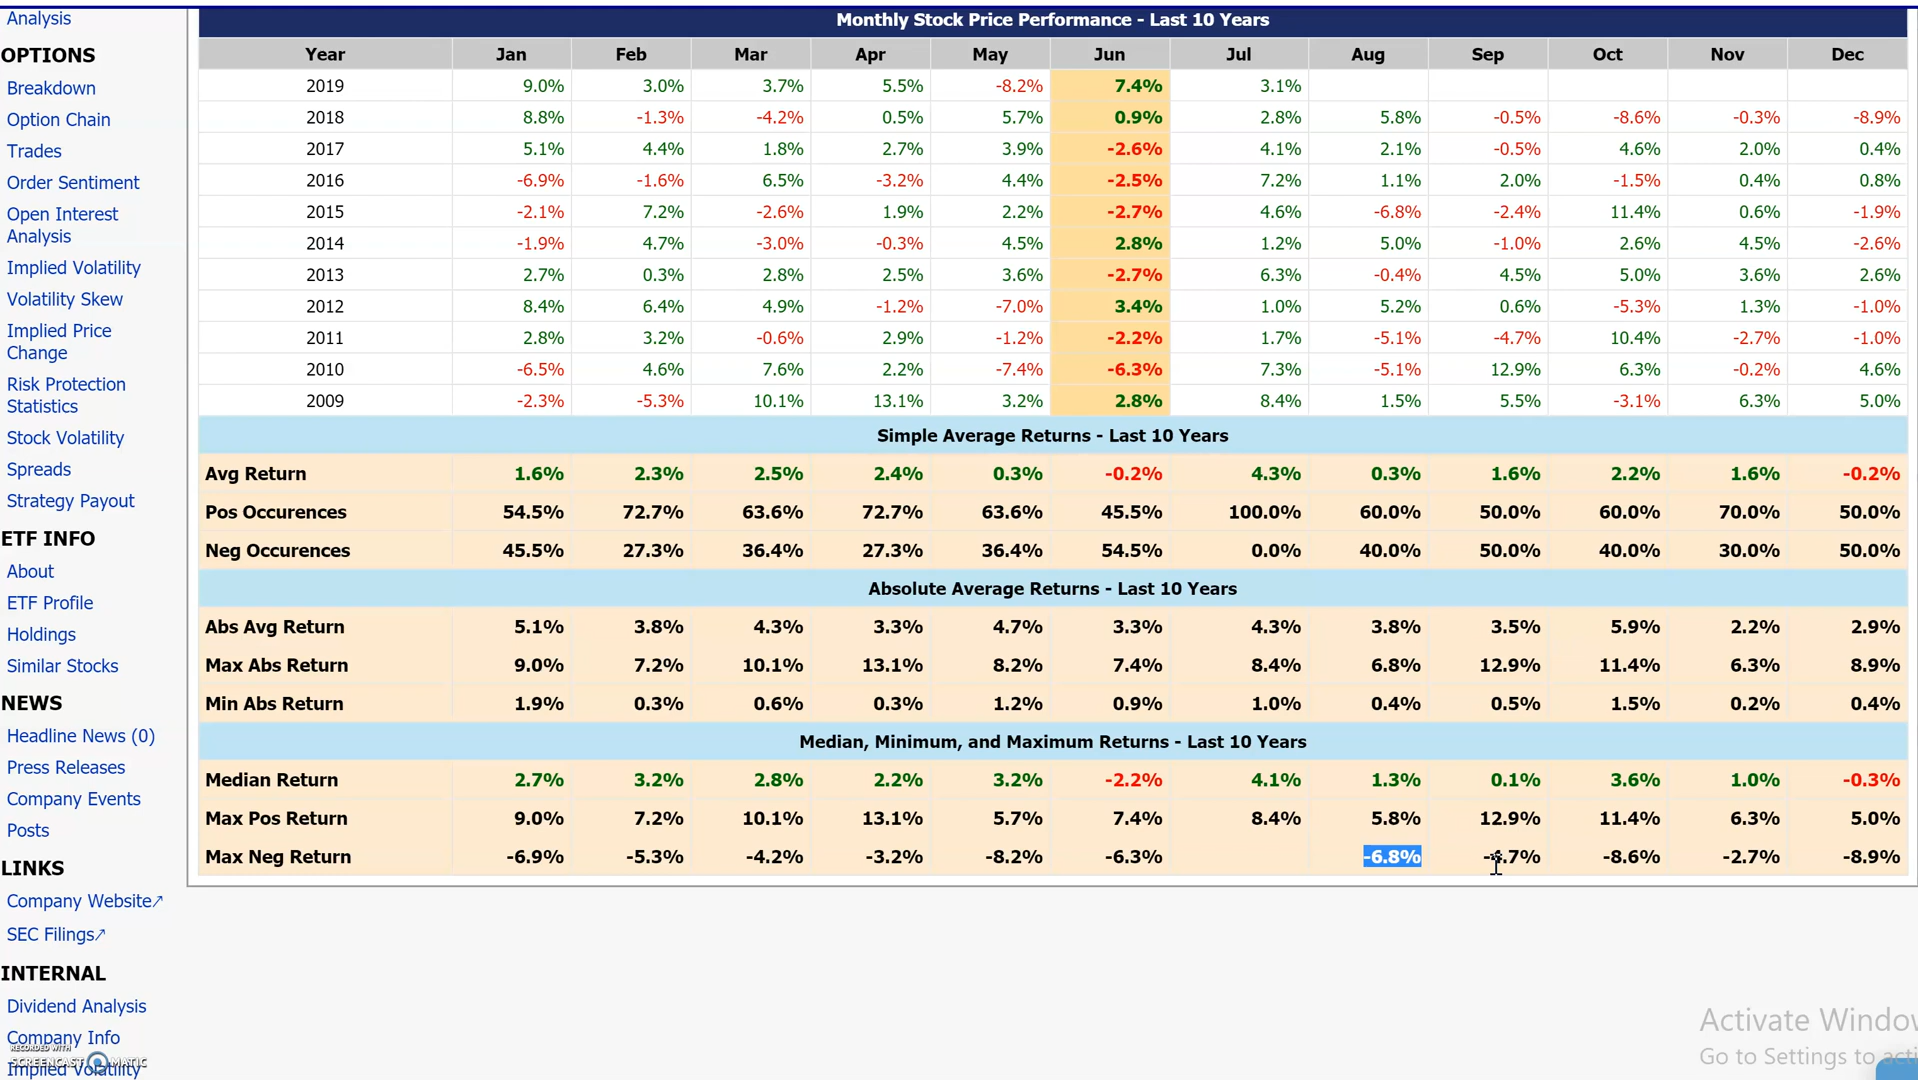 Analysis
OPTIONS
Breakdown
Option Chain
Trades
Order Sentiment
Open Interest
Analysis
Implied Volatility
Volatility Skew
Implied Price
Change
Risk Protection
Statistics
Stock Volatility
Spreads
Strategy Payout
ETF INFO
About
ETF Profile
Holdings
Similar Stocks
NEWS
Headline News (0)
Press Releases
Company Events
Posts
LINKS
Company Website↗
SEC Filings↗
INTERNAL
Dividend Analysis
Company Info
Implied Volatility
RECORDED WITH
SCREENCAST MATIC
Monthly Stock Price Performance - Last 10 Years
Year Jan Feb Mar Apr May Jun Jul Aug Sep Oct Nov Dec
2019 9.0% 3.0% 3.7% 5.5% -8.2% 7.4% 3.1%
2018 8.8% -1.3% -4.2% 0.5% 5.7% 0.9% 2.8% 5.8% -0.5% -8.6% -0.3% -8.9%
2017 5.1% 4.4% 1.8% 2.7% 3.9% -2.6% 4.1% 2.1% -0.5% 4.6% 2.0% 0.4%
2016 -6.9% -1.6% 6.5% -3.2% 4.4% -2.5% 7.2% 1.1% 2.0% -1.5% 0.4% 0.8%
2015 -2.1% 7.2% -2.6% 1.9% 2.2% -2.7% 4.6% -6.8% -2.4% 11.4% 0.6% -1.9%
2014 -1.9% 4.7% -3.0% -0.3% 4.5% 2.8% 1.2% 5.0% -1.0% 2.6% 4.5% -2.6%
2013 2.7% 0.3% 2.8% 2.5% 3.6% -2.7% 6.3% -0.4% 4.5% 5.0% 3.6% 2.6%
2012 8.4% 6.4% 4.9% -1.2% -7.0% 3.4% 1.0% 5.2% 0.6% -5.3% 1.3% -1.0%
2011 2.8% 3.2% -0.6% 2.9% -1.2% -2.2% 1.7% -5.1% -4.7% 10.4% -2.7% -1.0%
2010 -6.5% 4.6% 7.6% 2.2% -7.4% -6.3% 7.3% -5.1% 12.9% 6.3% -0.2% 4.6%
2009 -2.3% -5.3% 10.1% 13.1% 3.2% 2.8% 8.4% 1.5% 5.5% -3.1% 6.3% 5.0%
Simple Average Returns - Last 10 Years
Avg Return 1.6% 2.3% 2.5% 2.4% 0.3% -0.2% 4.3% 0.3% 1.6% 2.2% 1.6% -0.2%
Pos Occurences 54.5% 72.7% 63.6% 72.7% 63.6% 45.5% 100.0% 60.0% 50.0% 60.0% 70.0% 50.0%
Neg Occurences 45.5% 27.3% 36.4% 27.3% 36.4% 54.5% 0.0% 40.0% 50.0% 40.0% 30.0% 50.0%
Absolute Average Returns - Last 10 Years
Abs Avg Return 5.1% 3.8% 4.3% 3.3% 4.7% 3.3% 4.3% 3.8% 3.5% 5.9% 2.2% 2.9%
Max Abs Return 9.0% 7.2% 10.1% 13.1% 8.2% 7.4% 8.4% 6.8% 12.9% 11.4% 6.3% 8.9%
Min Abs Return 1.9% 0.3% 0.6% 0.3% 1.2% 0.9% 1.0% 0.4% 0.5% 1.5% 0.2% 0.4%
Median, Minimum, and Maximum Returns - Last 10 Years
Median Return 2.7% 3.2% 2.8% 2.2% 3.2% -2.2% 4.1% 1.3% 0.1% 3.6% 1.0% -0.3%
Max Pos Return 9.0% 7.2% 10.1% 13.1% 5.7% 7.4% 8.4% 5.8% 12.9% 11.4% 6.3% 5.0%
Max Neg Return -6.9% -5.3% -4.2% -3.2% -8.2% -6.3% -6.8% -4.7% -8.6% -2.7% -8.9%
Activate Window
Go to Settings to acti